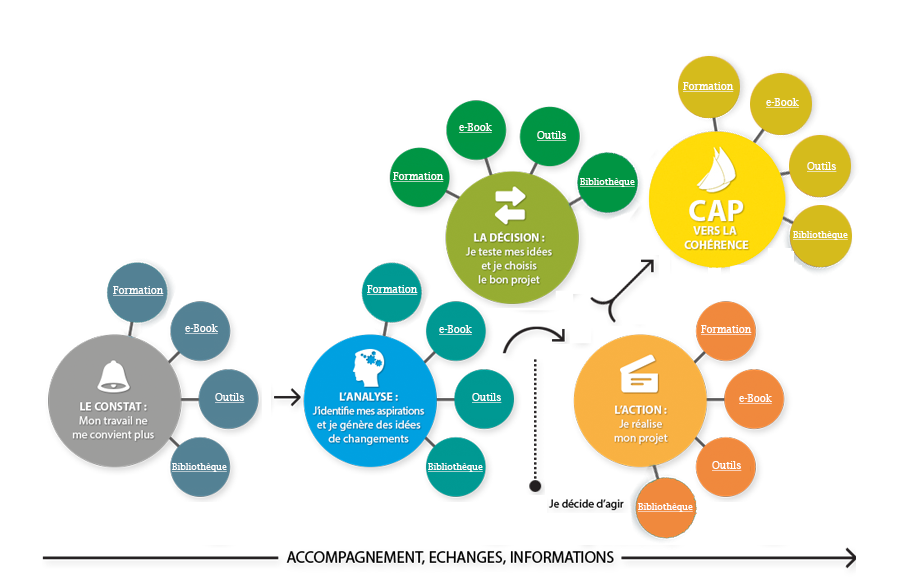 Formation
e-Book
Outils
Bibliothèque
LE CONSTAT :
Mon travail ne
me convient plus
Formation
e-Book
Outils
Bibliothèque
L'ANALYSE :
J'identifie mes aspirations
et je génère des idées
de changements
Formation
e-Book
Outils
Bibliothèque
LA DÉCISION :
Je teste mes idées
et je choisis
le bon projet
Je décide d'agir
Formation
e-Book
Outils
Bibliothèque
L'ACTION :
Je réalise
mon projet
Formation
e-Book
Outils
Bibliothèque
CAP
VERS LA
COHÉRENCE
ACCOMPAGNEMENT, ECHANGES, INFORMATIONS